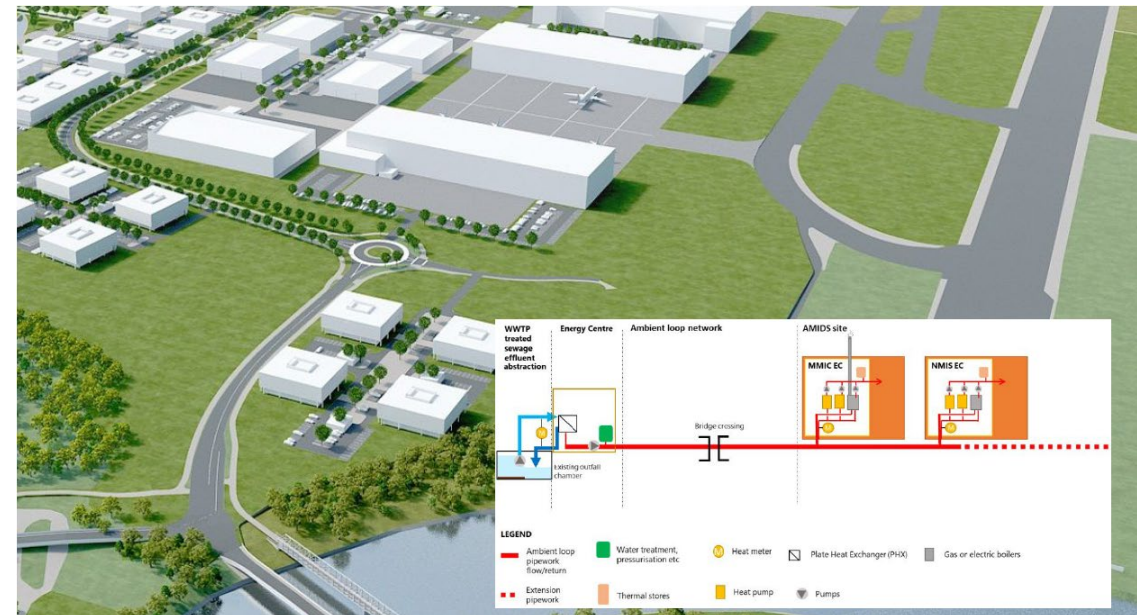 WWTP
treated
sewage
effluent
abstraction
Energy Centre
Ambient loop network
AMIDS site
MMIC EC
NMIS EC
M
M
M
Bridge crossing
Existing outfall
chamber
LEGEND
Ambient loop
pipework
flow/return
Water treatment,
pressurisation etc
M
Heat meter
Plate Heat Exchanger (PHX)
Gas or electric boilers
Extension
pipework
Thermal stores
Heat pump
Pumps